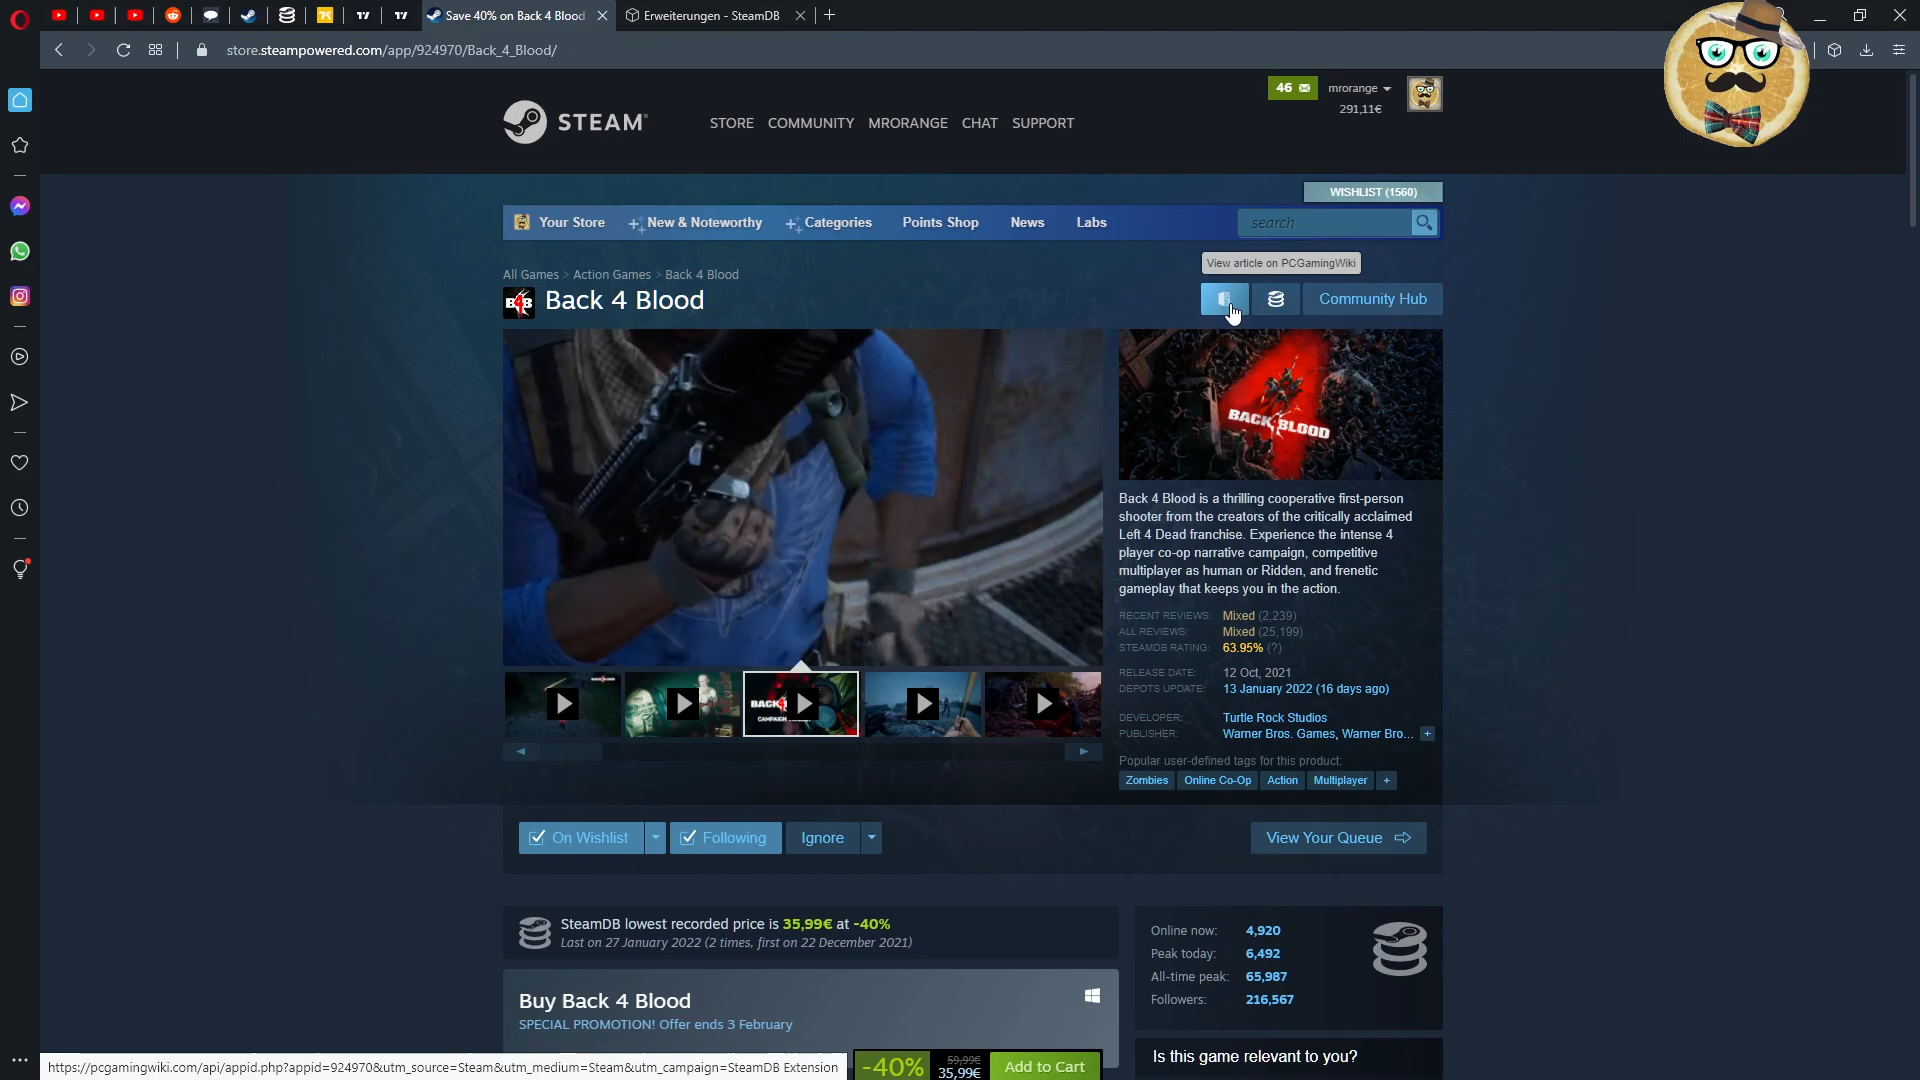 Save 40% on Back 4 Blood
Erweiterungen - SteamDB
store.steampowered.com/app/924970/Back_4_Blood/
46
mrorange
291,11€
STEAM
STORE COMMUNITY MRORANGE CHAT SUPPORT
WISHLIST (1560)
Your Store New & Noteworthy Categories Points Shop News Labs
search
View article on PCGamingWiki
All Games > Action Games > Back 4 Blood
B4B
Back 4 Blood
Community Hub
BACK 4 BLOOD
Back 4 Blood is a thrilling cooperative first-person
shooter from the creators of the critically acclaimed
Left 4 Dead franchise. Experience the intense 4
player co-op narrative campaign, competitive
multiplayer as human or Ridden, and frenetic
gameplay that keeps you in the action.
RECENT REVIEWS: Mixed (2,239)
ALL REVIEWS: Mixed (25,199)
STEAMDB RATING: 63.95% (?)
RELEASE DATE: 12 Oct, 2021
DEPOTS UPDATE: 13 January 2022 (16 days ago)
DEVELOPER: Turtle Rock Studios
PUBLISHER: Warner Bros. Games, Warner Bro... +
Popular user-defined tags for this product:
Zombies Online Co-Op Action Multiplayer +
On Wishlist Following Ignore
View Your Queue
SteamDB lowest recorded price is 35,99€ at -40%
Last on 27 January 2022 (2 times, first on 22 December 2021)
Online now: 4,920
Peak today: 6,492
All-time peak: 65,987
Followers: 216,567
Buy Back 4 Blood
SPECIAL PROMOTION! Offer ends 3 February
-40%
59,99€
35,99€
Add to Cart
Is this game relevant to you?
https://pcgamingwiki.com/api/appid.php?appid=924970&utm_source=Steam&utm_medium=Steam&utm_campaign=SteamDB Extension